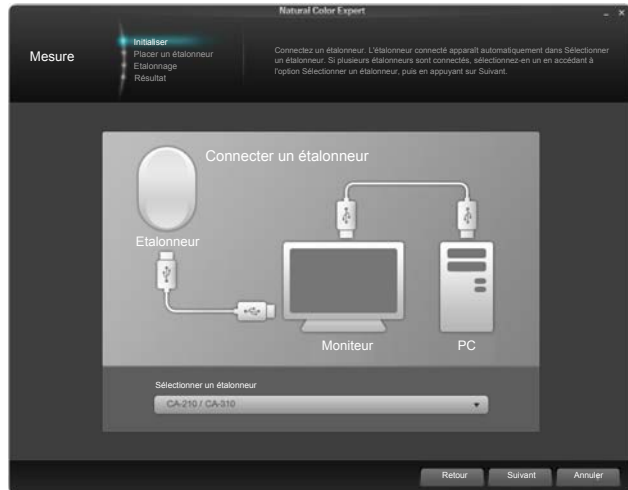 Natural Color Expert
Mesure
Initialiser
Placer un étalonneur
Etalonnage
Résultat
Connectez un étalonneur. L'étalonneur connecté apparaît automatiquement dans Sélectionner
un étalonneur. Si plusieurs étalonneurs sont connectés, sélectionnez-en un en accédant à
l'option Sélectionner un étalonneur, puis en appuyant sur Suivant.
Connecter un étalonneur
Etalonneur
Moniteur
PC
Sélectionner un étalonneur
CA-210 / CA-310
Retour
Suivant
Annuler